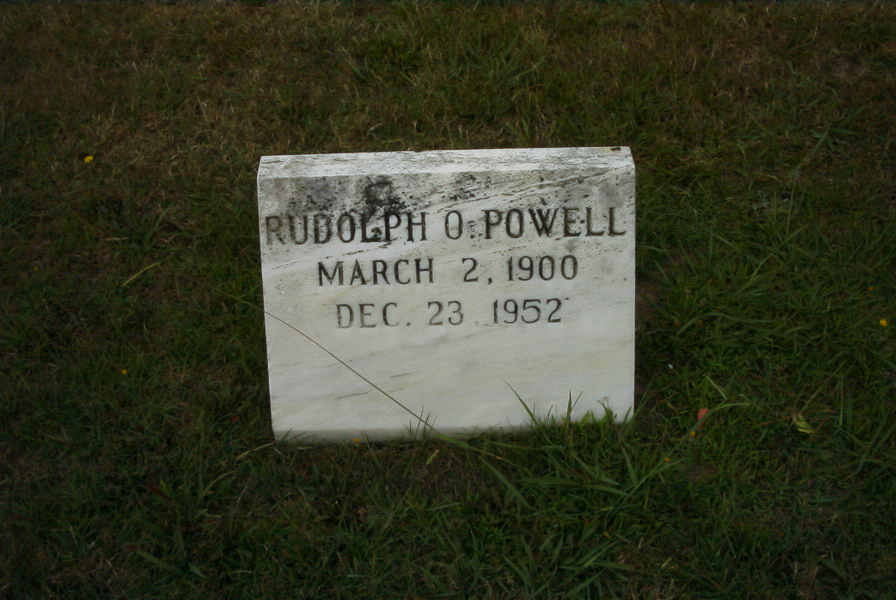 RUDOLPH O. POWELL
MARCH 2, 1900
DEC. 23, 1952